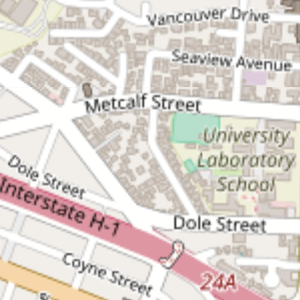 Vancouver Drive
Seaview Avenue
Metcalf Street
University
Laboratory
School
Dole Street
Interstate H-1
Dole Street
Coyne Street
24A